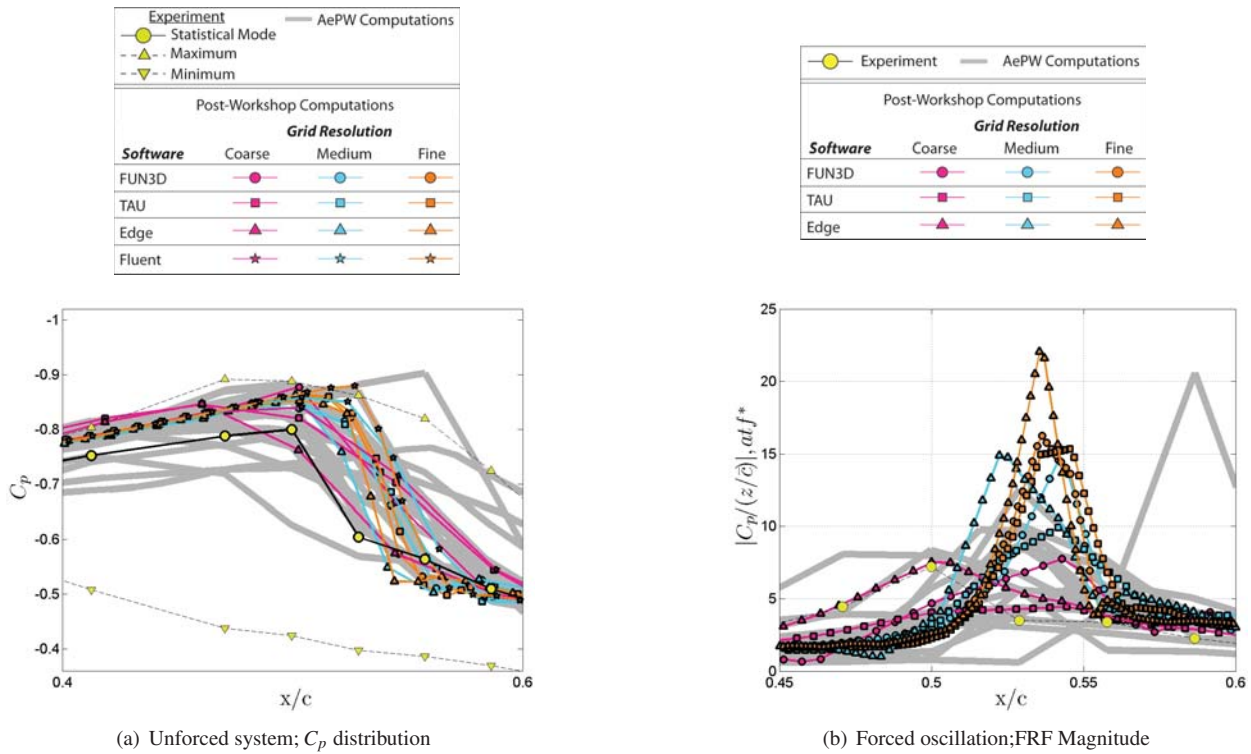 Experiment
AePW Computations
Statistical Mode
Maximum
Minimum
Post-Workshop Computations
Grid Resolution
Software Coarse Medium Fine
FUN3D
TAU
Edge
Fluent
-1
-0.9
-0.8
-0.7
-0.6
-0.5
-0.4
C_p
0.4 0.6
x/c
(a) Unforced system; C_p distribution
Experiment AePW Computations
Post-Workshop Computations
Grid Resolution
Software Coarse Medium Fine
FUN3D
TAU
Edge
25
20
15
10
5
0
|C_p/(z/c̄)|, at f*
0.45 0.5 0.55 0.6
x/c
(b) Forced oscillation;FRF Magnitude